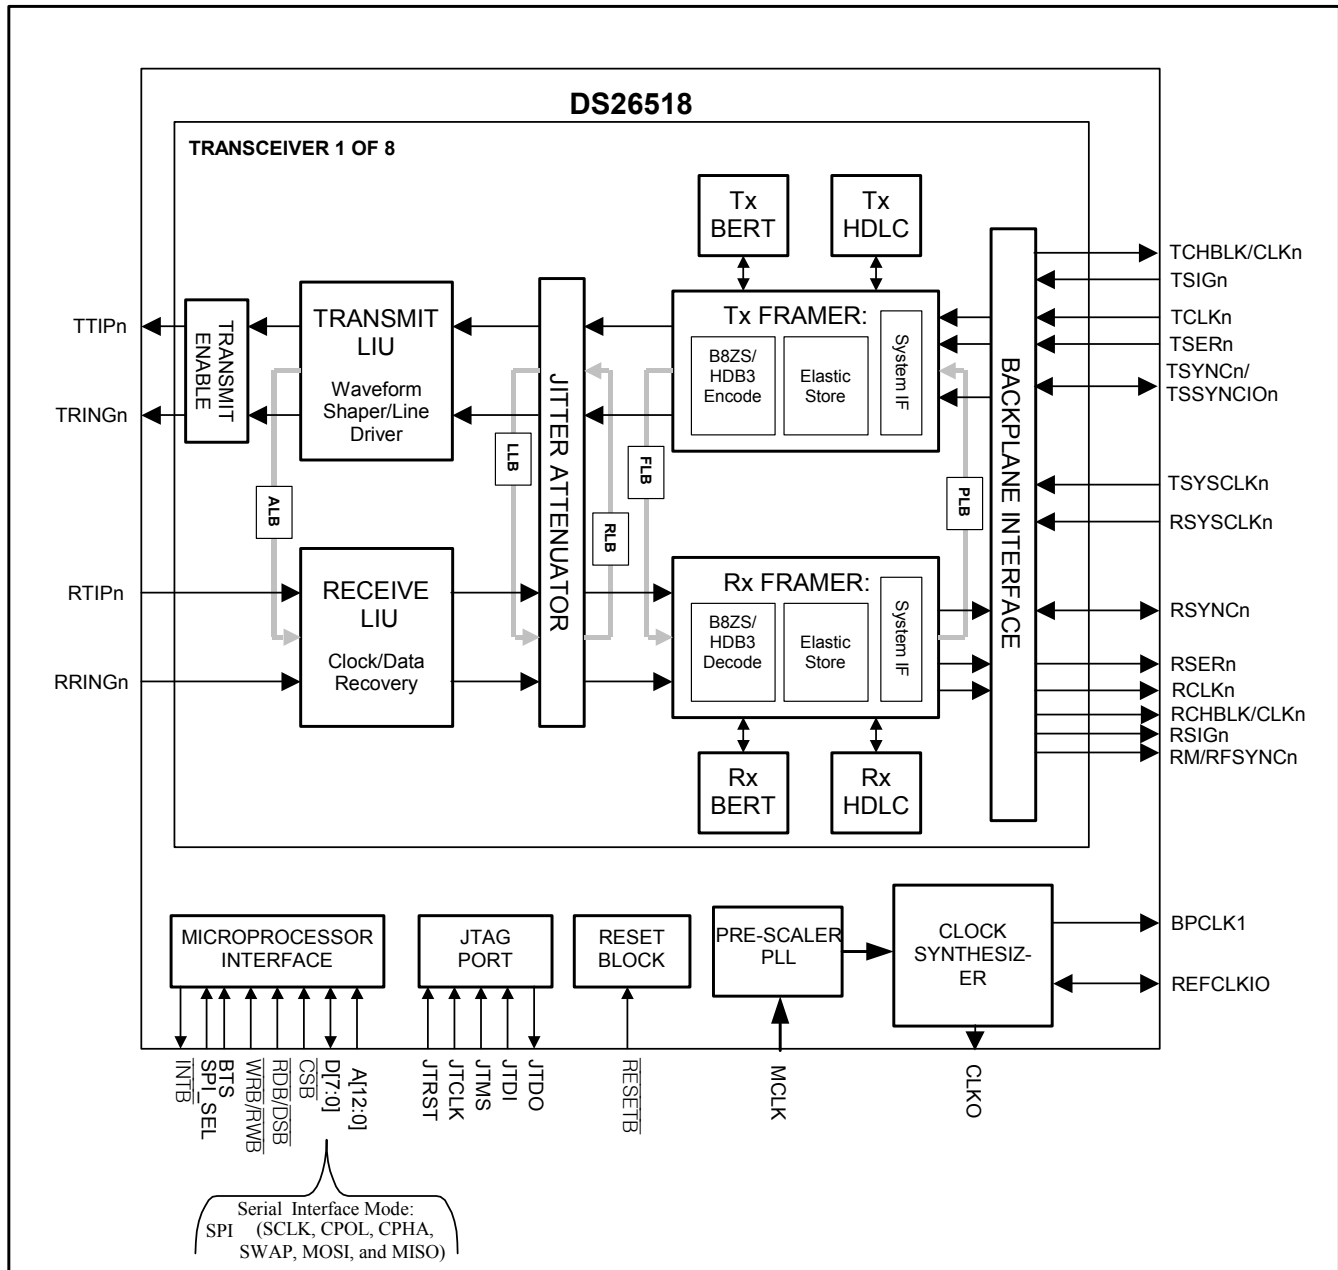 DS26518
TRANSCEIVER 1 OF 8
Tx
BERT
Tx
HDLC
TTIPn
TRINGn
TRANSMIT
ENABLE
TRANSMIT
LIU
Waveform
Shaper/Line
Driver
JITTER ATTENUATOR
Tx FRAMER:
B8ZS/
HDB3
Encode
Elastic
Store
System IF
BACKPLANE INTERFACE
TCHBLK/CLKn
TSIGn
TCLKn
TSERn
TSYNCn/
TSSYNCIOn
TSYSCLKn
RSYSCLKn
ALB
LLB
RLB
FLB
PLB
RTIPn
RRINGn
RECEIVE
LIU
Clock/Data
Recovery
Rx FRAMER:
B8ZS/
HDB3
Decode
Elastic
Store
System IF
RSYNCn
RSERn
RCLKn
RCHBLK/CLKn
RSIGn
RM/RFSYNCn
Rx
BERT
Rx
HDLC
MICROPROCESSOR
INTERFACE
JTAG
PORT
RESET
BLOCK
PRE-SCALER
PLL
CLOCK
SYNTHESIZ-
ER
BPCLK1
REFCLKIO
INTB
SPI_SEL
BTS
WRB/RWB
RDB/DSB
CSB
D[7:0]
A[12:0]
JTRST
JTCLK
JTMS
JTDI
JTDO
RESETB
MCLK
CLKO
Serial Interface Mode:
SPI (SCLK, CPOL, CPHA,
SWAP, MOSI, and MISO)